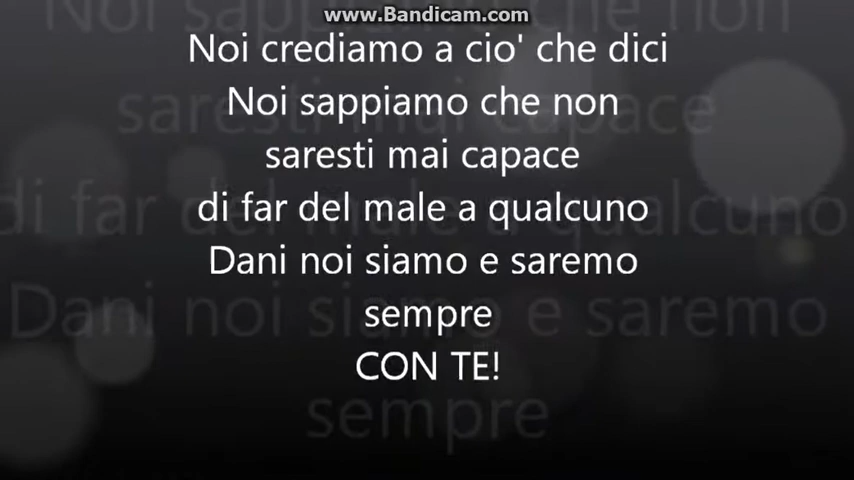 www.Bandicam.com
Noi crediamo a cio' che dici
Noi sappiamo che non
saresti mai capace
di far del male a qualcuno
Dani noi siamo e saremo
sempre
CON TE!